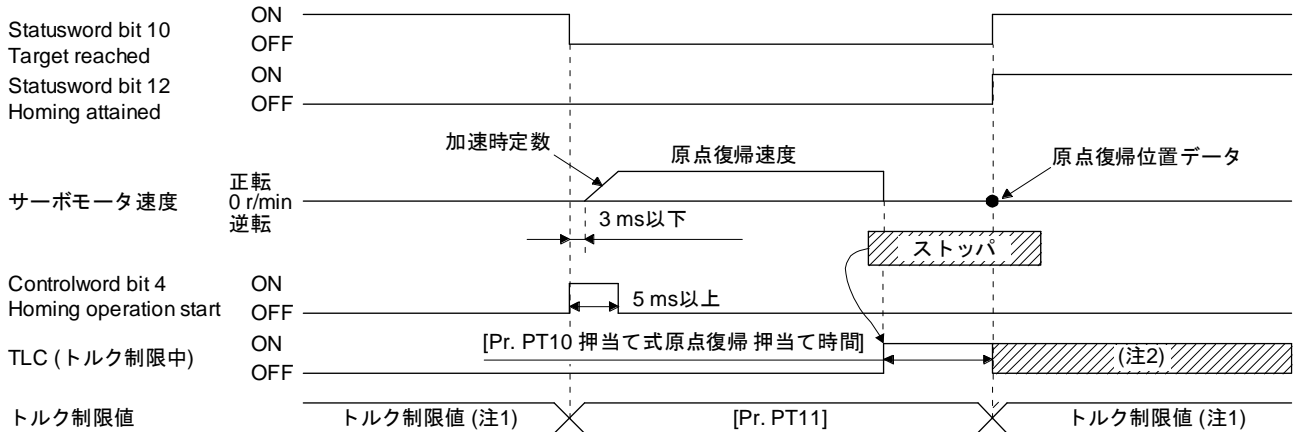 Statusword bit 10
Target reached
ON
OFF
Statusword bit 12
Homing attained
ON
OFF
加速時定数
原点復帰速度
原点復帰位置データ
サーボモータ速度
正転
0 r/min
逆転
3 ms以下
ストッパ
Controlword bit 4
Homing operation start
ON
OFF
5 ms以上
TLC (トルク制限中)
ON
OFF
[Pr. PT10 押当て式原点復帰 押当て時間]
(注2)
トルク制限値
トルク制限値 (注1)
[Pr. PT11]
トルク制限値 (注1)